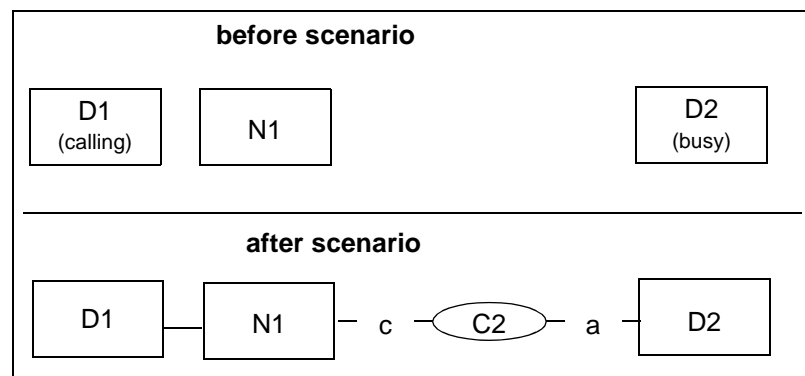 before scenario
D1
(calling)
N1
D2
(busy)
after scenario
D1
N1
c
C2
a
D2